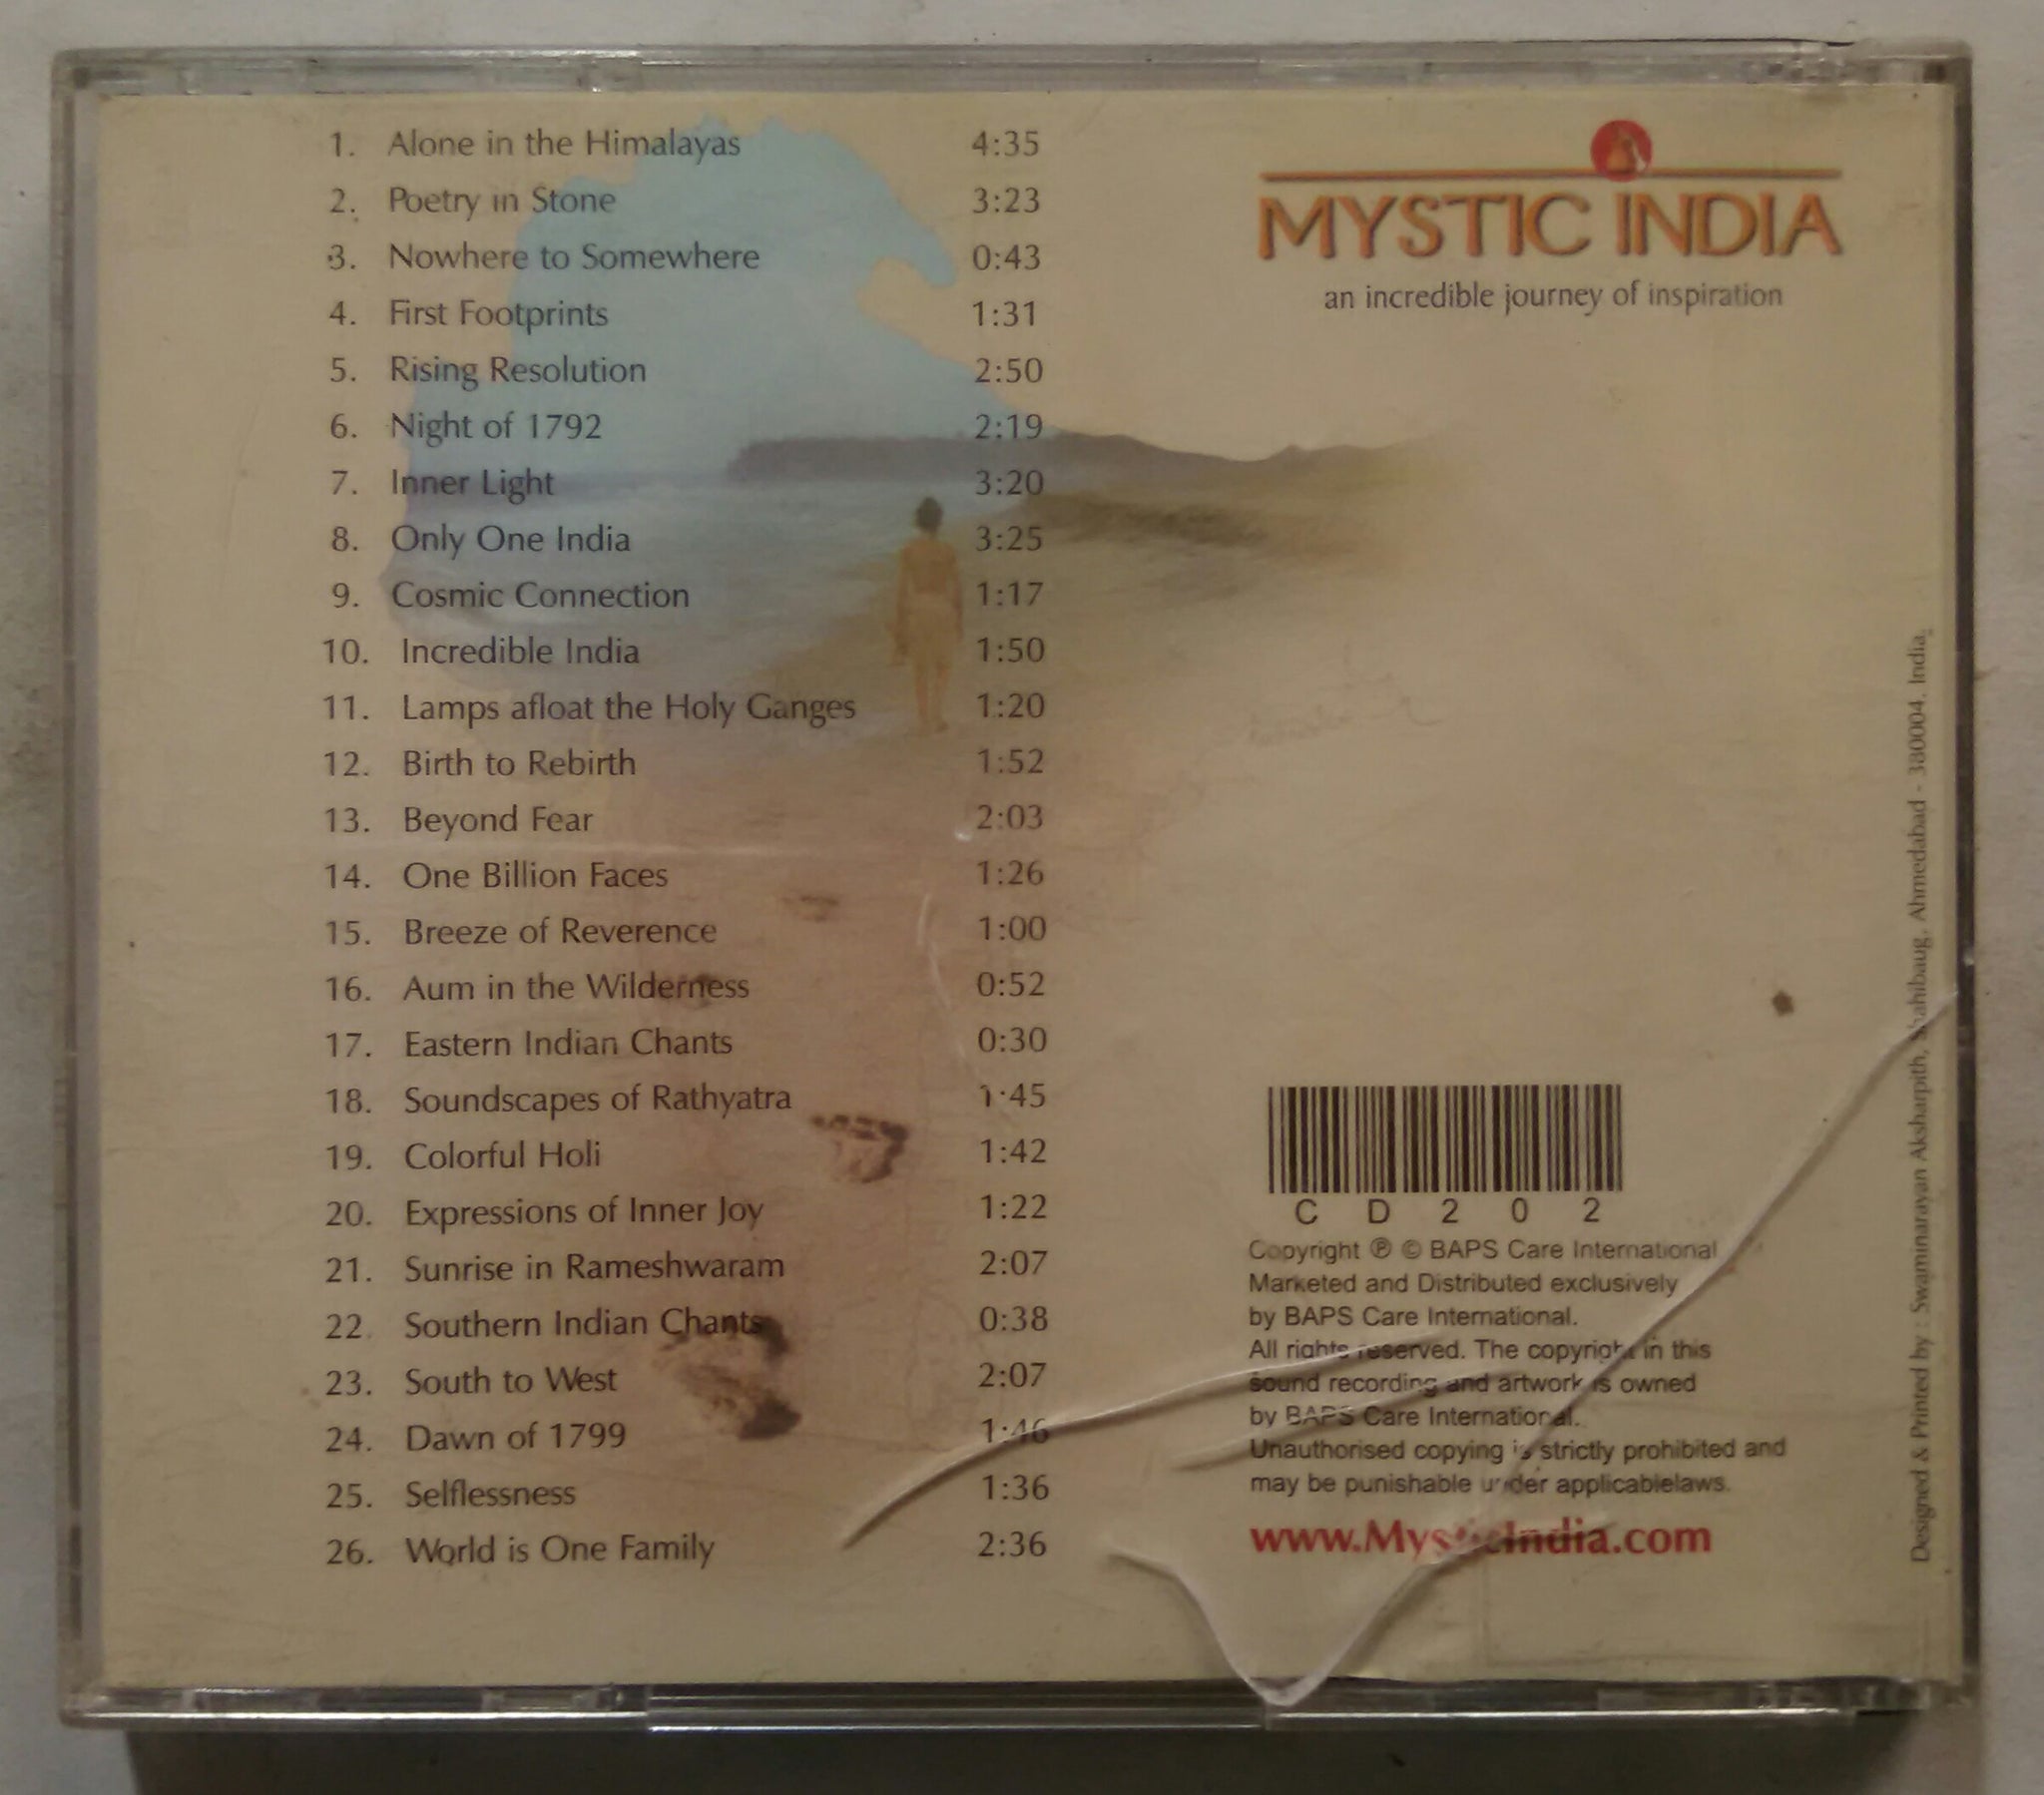 1. Alone in the Himalayas 4:35
2. Poetry in Stone 3:23
3. Nowhere to Somewhere 0:43
4. First Footprints 1:31
5. Rising Resolution 2:50
6. Night of 1792 2:19
7. Inner Light 3:20
8. Only One India 3:25
9. Cosmic Connection 1:17
10. Incredible India 1:50
11. Lamps afloat the Holy Ganges 1:20
12. Birth to Rebirth 1:52
13. Beyond Fear 2:03
14. One Billion Faces 1:26
15. Breeze of Reverence 1:00
16. Aum in the Wilderness 0:52
17. Eastern Indian Chants 0:30
18. Soundscapes of Rathyatra 1:45
19. Colorful Holi 1:42
20. Expressions of Inner Joy 1:22
21. Sunrise in Rameshwaram 2:07
22. Southern Indian Chants 0:38
23. South to West 2:07
24. Dawn of 1799 1:46
25. Selflessness 1:36
26. World is One Family 2:36
MYSTIC INDIA
an incredible journey of inspiration
CD202
Copyright ℗ © BAPS Care International
Marketed and Distributed exclusively
by BAPS Care International.
All rights reserved. The copyright in this
sound recording and artwork is owned
by BAPS Care International.
Unauthorised copying is strictly prohibited and
may be punishable under applicablelaws.
www.MysticIndia.com
Designed & Printed by : Swaminarayan Aksharpith, Shahibaug, Ahmedabad - 380004. India.